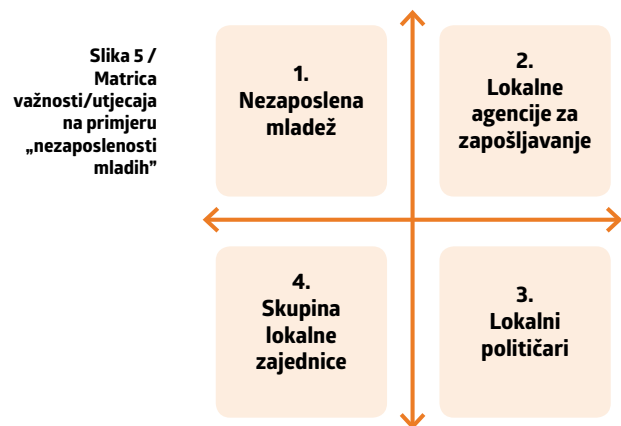 Slika 5 /
Matrica
važnosti/utjecaja
na primjeru
„nezaposlenosti
mladih”
1.
Nezaposlena
mladež
2.
Lokalne
agencije za
zapošljavanje
4.
Skupina
lokalne
zajednice
3.
Lokalni
političari